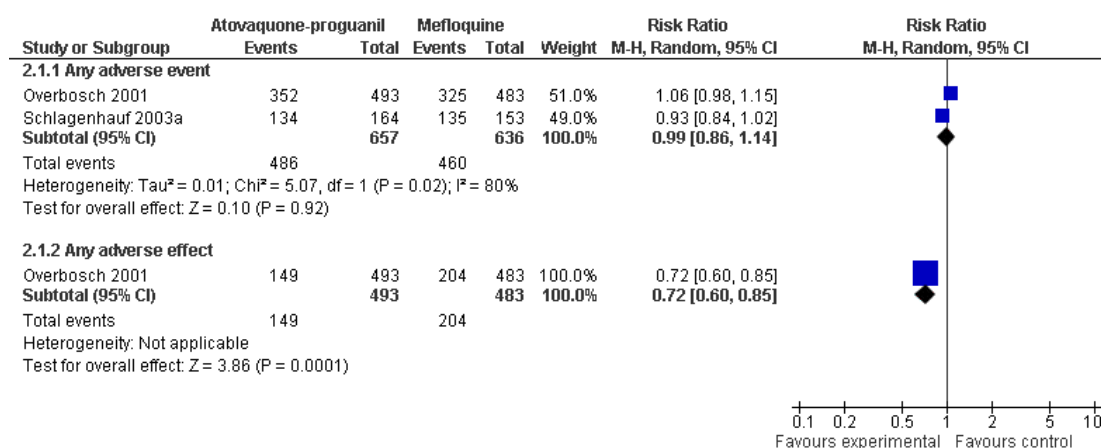 Atovaquone-proguanil Mefloquine Risk Ratio Risk Ratio
Study or Subgroup Events Total Events Total Weight M-H, Random, 95% CI M-H, Random, 95% CI
2.1.1 Any adverse event
Overbosch 2001 352 493 325 483 51.0% 1.06 [0.98, 1.15]
Schlagenhauf 2003a 134 164 135 153 49.0% 0.93 [0.84, 1.02]
Subtotal (95% CI) 657 636 100.0% 0.99 [0.86, 1.14]
Total events 486 460
Heterogeneity: Tau² = 0.01; Chi² = 5.07, df = 1 (P = 0.02); I² = 80%
Test for overall effect: Z = 0.10 (P = 0.92)
2.1.2 Any adverse effect
Overbosch 2001 149 493 204 483 100.0% 0.72 [0.60, 0.85]
Subtotal (95% CI) 493 483 100.0% 0.72 [0.60, 0.85]
Total events 149 204
Heterogeneity: Not applicable
Test for overall effect: Z = 3.86 (P = 0.0001)
0.1 0.2 0.5 1 2 5 10
Favours experimental Favours control